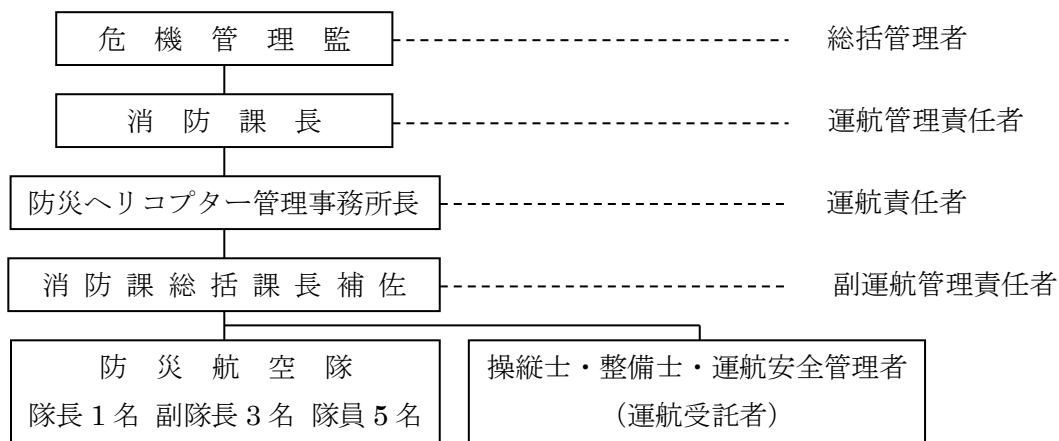 危機管理監 総括管理者
消防課長 運航管理責任者
防災ヘリコプター管理事務所長 運航責任者
消防課総括課長補佐 副運航管理責任者
防災航空隊 操縦士・整備士・運航安全管理者
隊長1名 副隊長3名 隊員5名 （運航受託者）